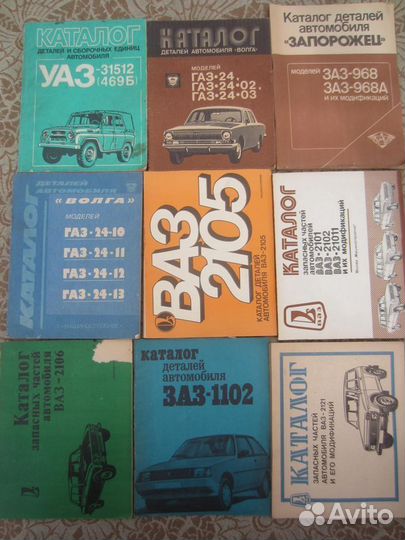 КАТАЛОГ
ДЕТАЛЕЙ И СБОРОЧНЫХ ЕДИНИЦ
АВТОМОБИЛЯ
УАЗ-31512
(469Б)
КАТАЛОГ
ДЕТАЛЕЙ АВТОМОБИЛЯ «ВОЛГА»
МОДЕЛЕЙ
ГАЗ-24,
ГАЗ-24-02,
ГАЗ-24-03
Каталог деталей
автомобиля
«ЗАПОРОЖЕЦ»
МОДЕЛЕЙ
ЗАЗ-968
ЗАЗ-968А
И ИХ МОДИФИКАЦИЙ
КАТАЛОГ
ДЕТАЛЕЙ АВТОМОБИЛЯ
«ВОЛГА»
МОДЕЛЕЙ
ГАЗ-24-10
ГАЗ-24-11
ГАЗ-24-12
ГАЗ-24-13
«МАШИНОСТРОЕНИЕ»
ВАЗ
2105
КАТАЛОГ ДЕТАЛЕЙ
АВТОМОБИЛЯ ВАЗ-2105
КАТАЛОГ
запасных частей
автомобилей
ВАЗ-2101
ВАЗ-2102
ВАЗ-21011
и их модификаций
ВАЗ
Каталог
запасных частей
автомобиля
ВАЗ-2106
каталог
деталей
автомобиля
ЗАЗ-1102
КАТАЛОГ
ЗАПАСНЫХ ЧАСТЕЙ
АВТОМОБИЛЯ ВАЗ-2121
И ЕГО МОДИФИКАЦИЙ
Avito